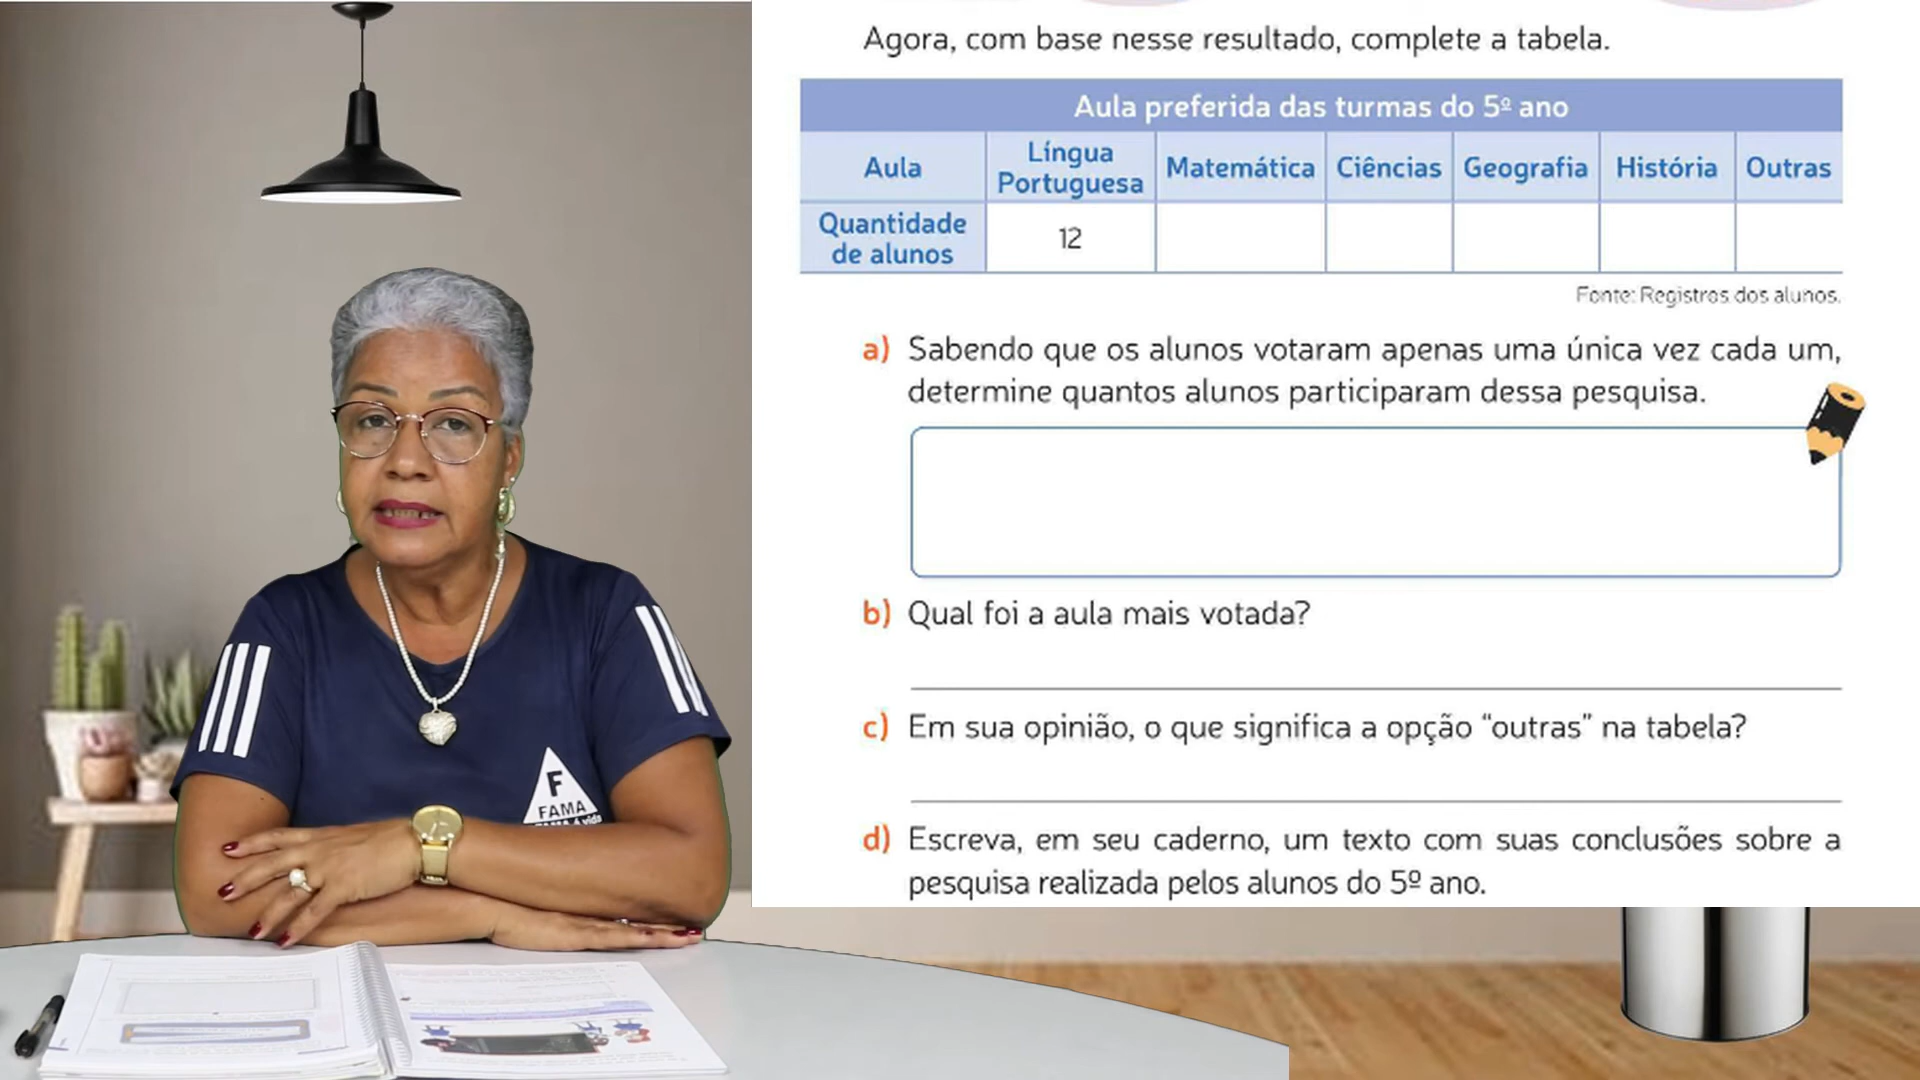 Agora, com base nesse resultado, complete a tabela.
Aula preferida das turmas do 5º ano
Aula
Língua
Portuguesa
Matemática
Ciências
Geografia
História
Outras
Quantidade
de alunos
12
Fonte: Registros dos alunos.
a) Sabendo que os alunos votaram apenas uma única vez cada um,
determine quantos alunos participaram dessa pesquisa.
b) Qual foi a aula mais votada?
c) Em sua opinião, o que significa a opção “outras” na tabela?
d) Escreva, em seu caderno, um texto com suas conclusões sobre a
pesquisa realizada pelos alunos do 5º ano.
F
FAMA